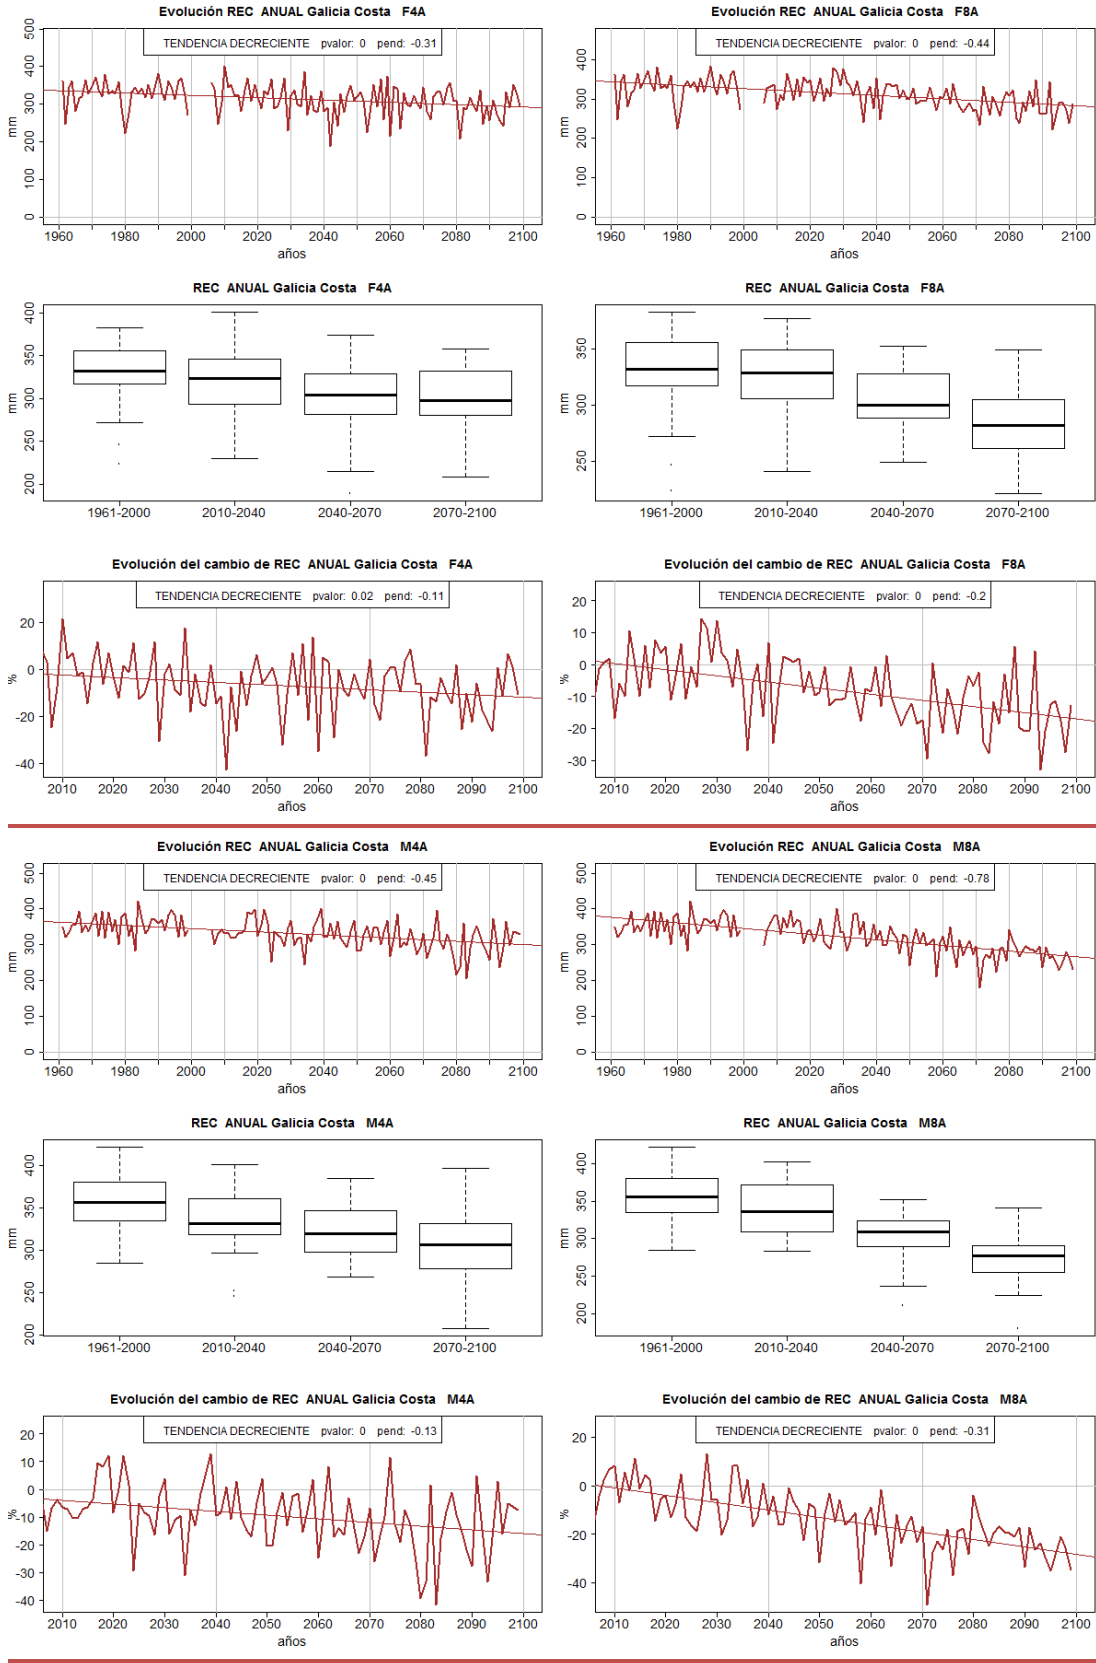 Evolución REC ANUAL Galicia Costa F4A
TENDENCIA DECRECIENTE pvalor: 0 pend: -0.31
mm
0 100 200 300 400 500
1960 1980 2000 2020 2040 2060 2080 2100
años
Evolución REC ANUAL Galicia Costa F8A
TENDENCIA DECRECIENTE pvalor: 0 pend: -0.44
mm
0 100 200 300 400
1960 1980 2000 2020 2040 2060 2080 2100
años
REC ANUAL Galicia Costa F4A
mm
200 250 300 350 400
1961-2000 2010-2040 2040-2070 2070-2100
REC ANUAL Galicia Costa F8A
mm
250 300 350
1961-2000 2010-2040 2040-2070 2070-2100
Evolución del cambio de REC ANUAL Galicia Costa F4A
TENDENCIA DECRECIENTE pvalor: 0.02 pend: -0.11
%
20
0
-20
-40
2010 2020 2030 2040 2050 2060 2070 2080 2090 2100
años
Evolución del cambio de REC ANUAL Galicia Costa F8A
TENDENCIA DECRECIENTE pvalor: 0 pend: -0.2
%
20
10
0
-10
-20
-30
2010 2020 2030 2040 2050 2060 2070 2080 2090 2100
años
Evolución REC ANUAL Galicia Costa M4A
TENDENCIA DECRECIENTE pvalor: 0 pend: -0.45
mm
0 100 200 300 400 500
1960 1980 2000 2020 2040 2060 2080 2100
años
Evolución REC ANUAL Galicia Costa M8A
TENDENCIA DECRECIENTE pvalor: 0 pend: -0.78
mm
0 100 200 300 400 500
1960 1980 2000 2020 2040 2060 2080 2100
años
REC ANUAL Galicia Costa M4A
mm
200 250 300 350 400
1961-2000 2010-2040 2040-2070 2070-2100
REC ANUAL Galicia Costa M8A
mm
200 250 300 350 400
1961-2000 2010-2040 2040-2070 2070-2100
Evolución del cambio de REC ANUAL Galicia Costa M4A
TENDENCIA DECRECIENTE pvalor: 0 pend: -0.13
%
20
10
0
-10
-20
-30
-40
2010 2020 2030 2040 2050 2060 2070 2080 2090 2100
años
Evolución del cambio de REC ANUAL Galicia Costa M8A
TENDENCIA DECRECIENTE pvalor: 0 pend: -0.31
%
20
0
-20
-40
2010 2020 2030 2040 2050 2060 2070 2080 2090 2100
años